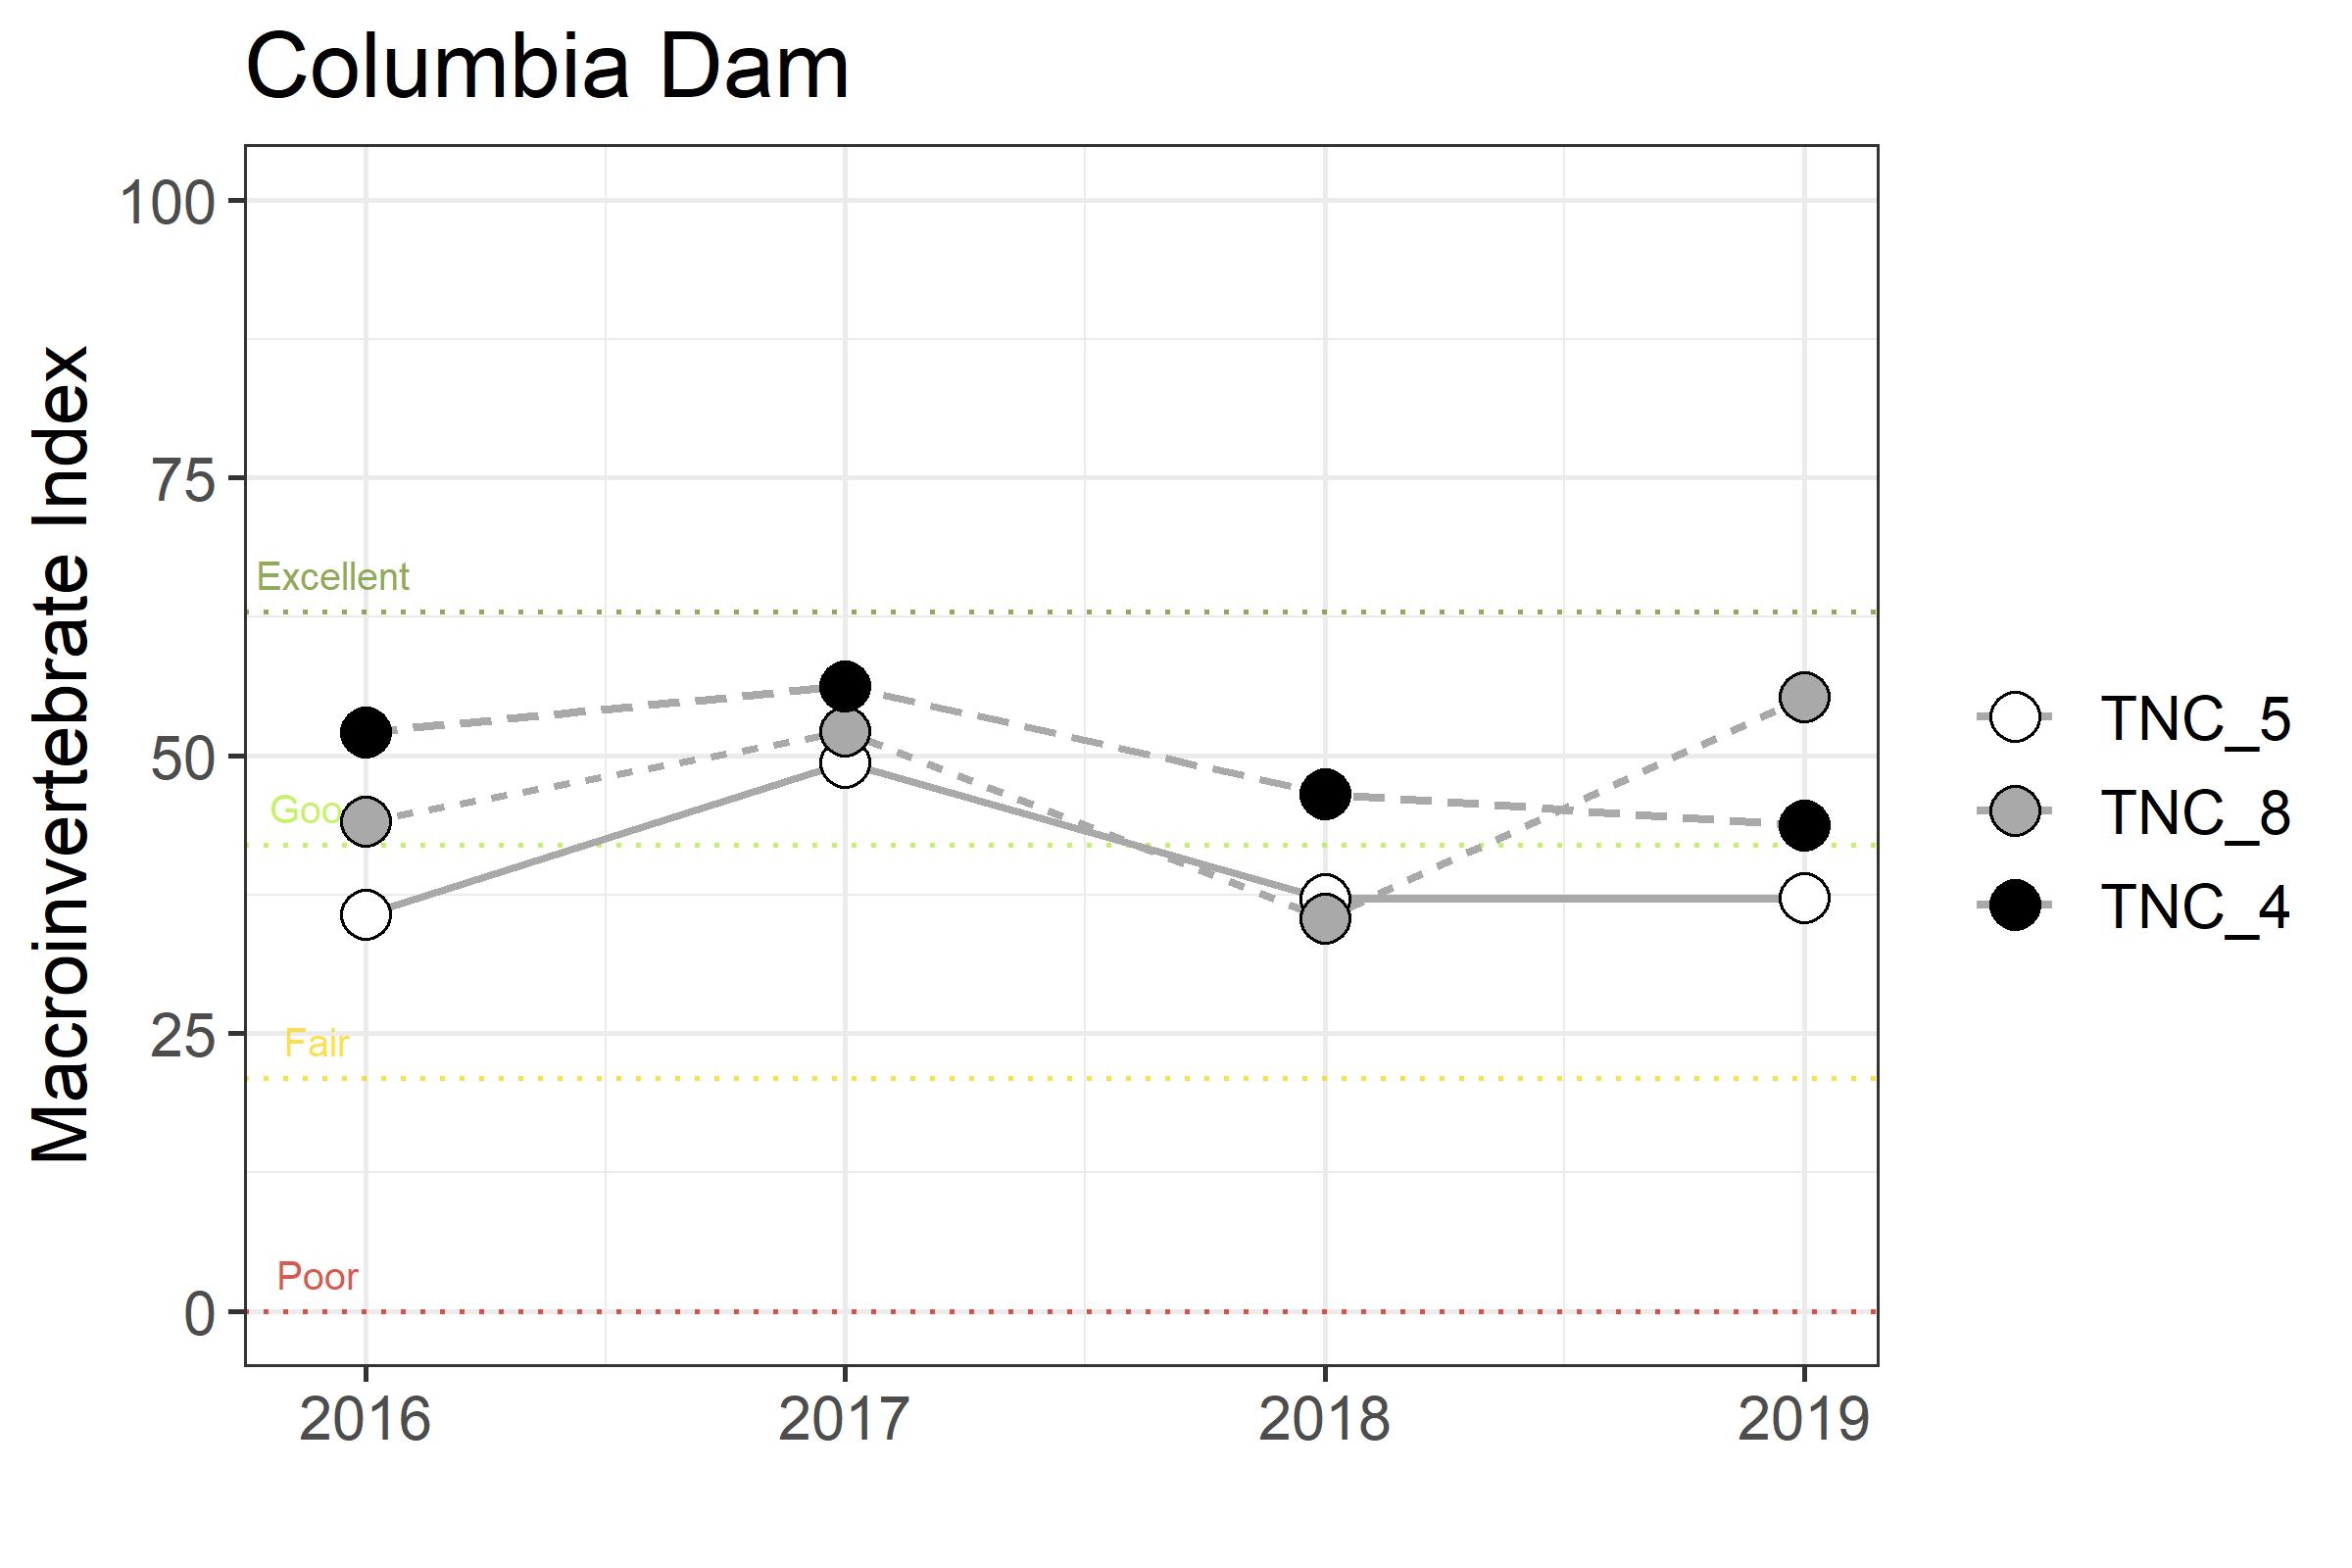 Columbia Dam
Macroinvertebrate Index
100
75
50
25
0
Excellent
Goo
Fair
Poor
2016
2017
2018
2019
TNC_5
TNC_8
TNC_4